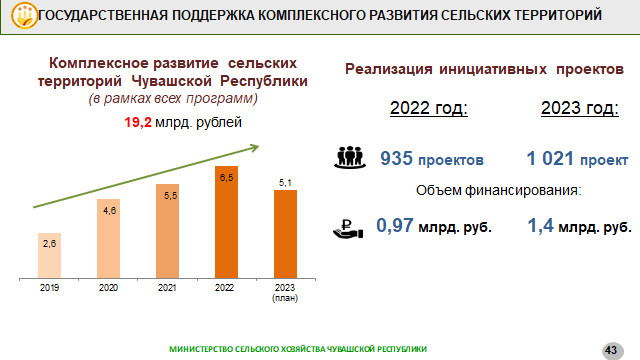 ГОСУДАРСТВЕННАЯ ПОДДЕРЖКА КОМПЛЕКСНОГО РАЗВИТИЯ СЕЛЬСКИХ ТЕРРИТОРИЙ
Комплексное развитие сельских
территорий Чувашской Республики
(в рамках всех программ)
19,2 млрд. рублей
2,6
4,6
5,5
6,5
5,1
2019
2020
2021
2022
2023
(план)
Реализация инициативных проектов
2022 год:
2023 год:
935 проектов
1 021 проект
Объем финансирования:
0,97 млрд. руб.
1,4 млрд. руб.
МИНИСТЕРСТВО СЕЛЬСКОГО ХОЗЯЙСТВА ЧУВАШСКОЙ РЕСПУБЛИКИ
43